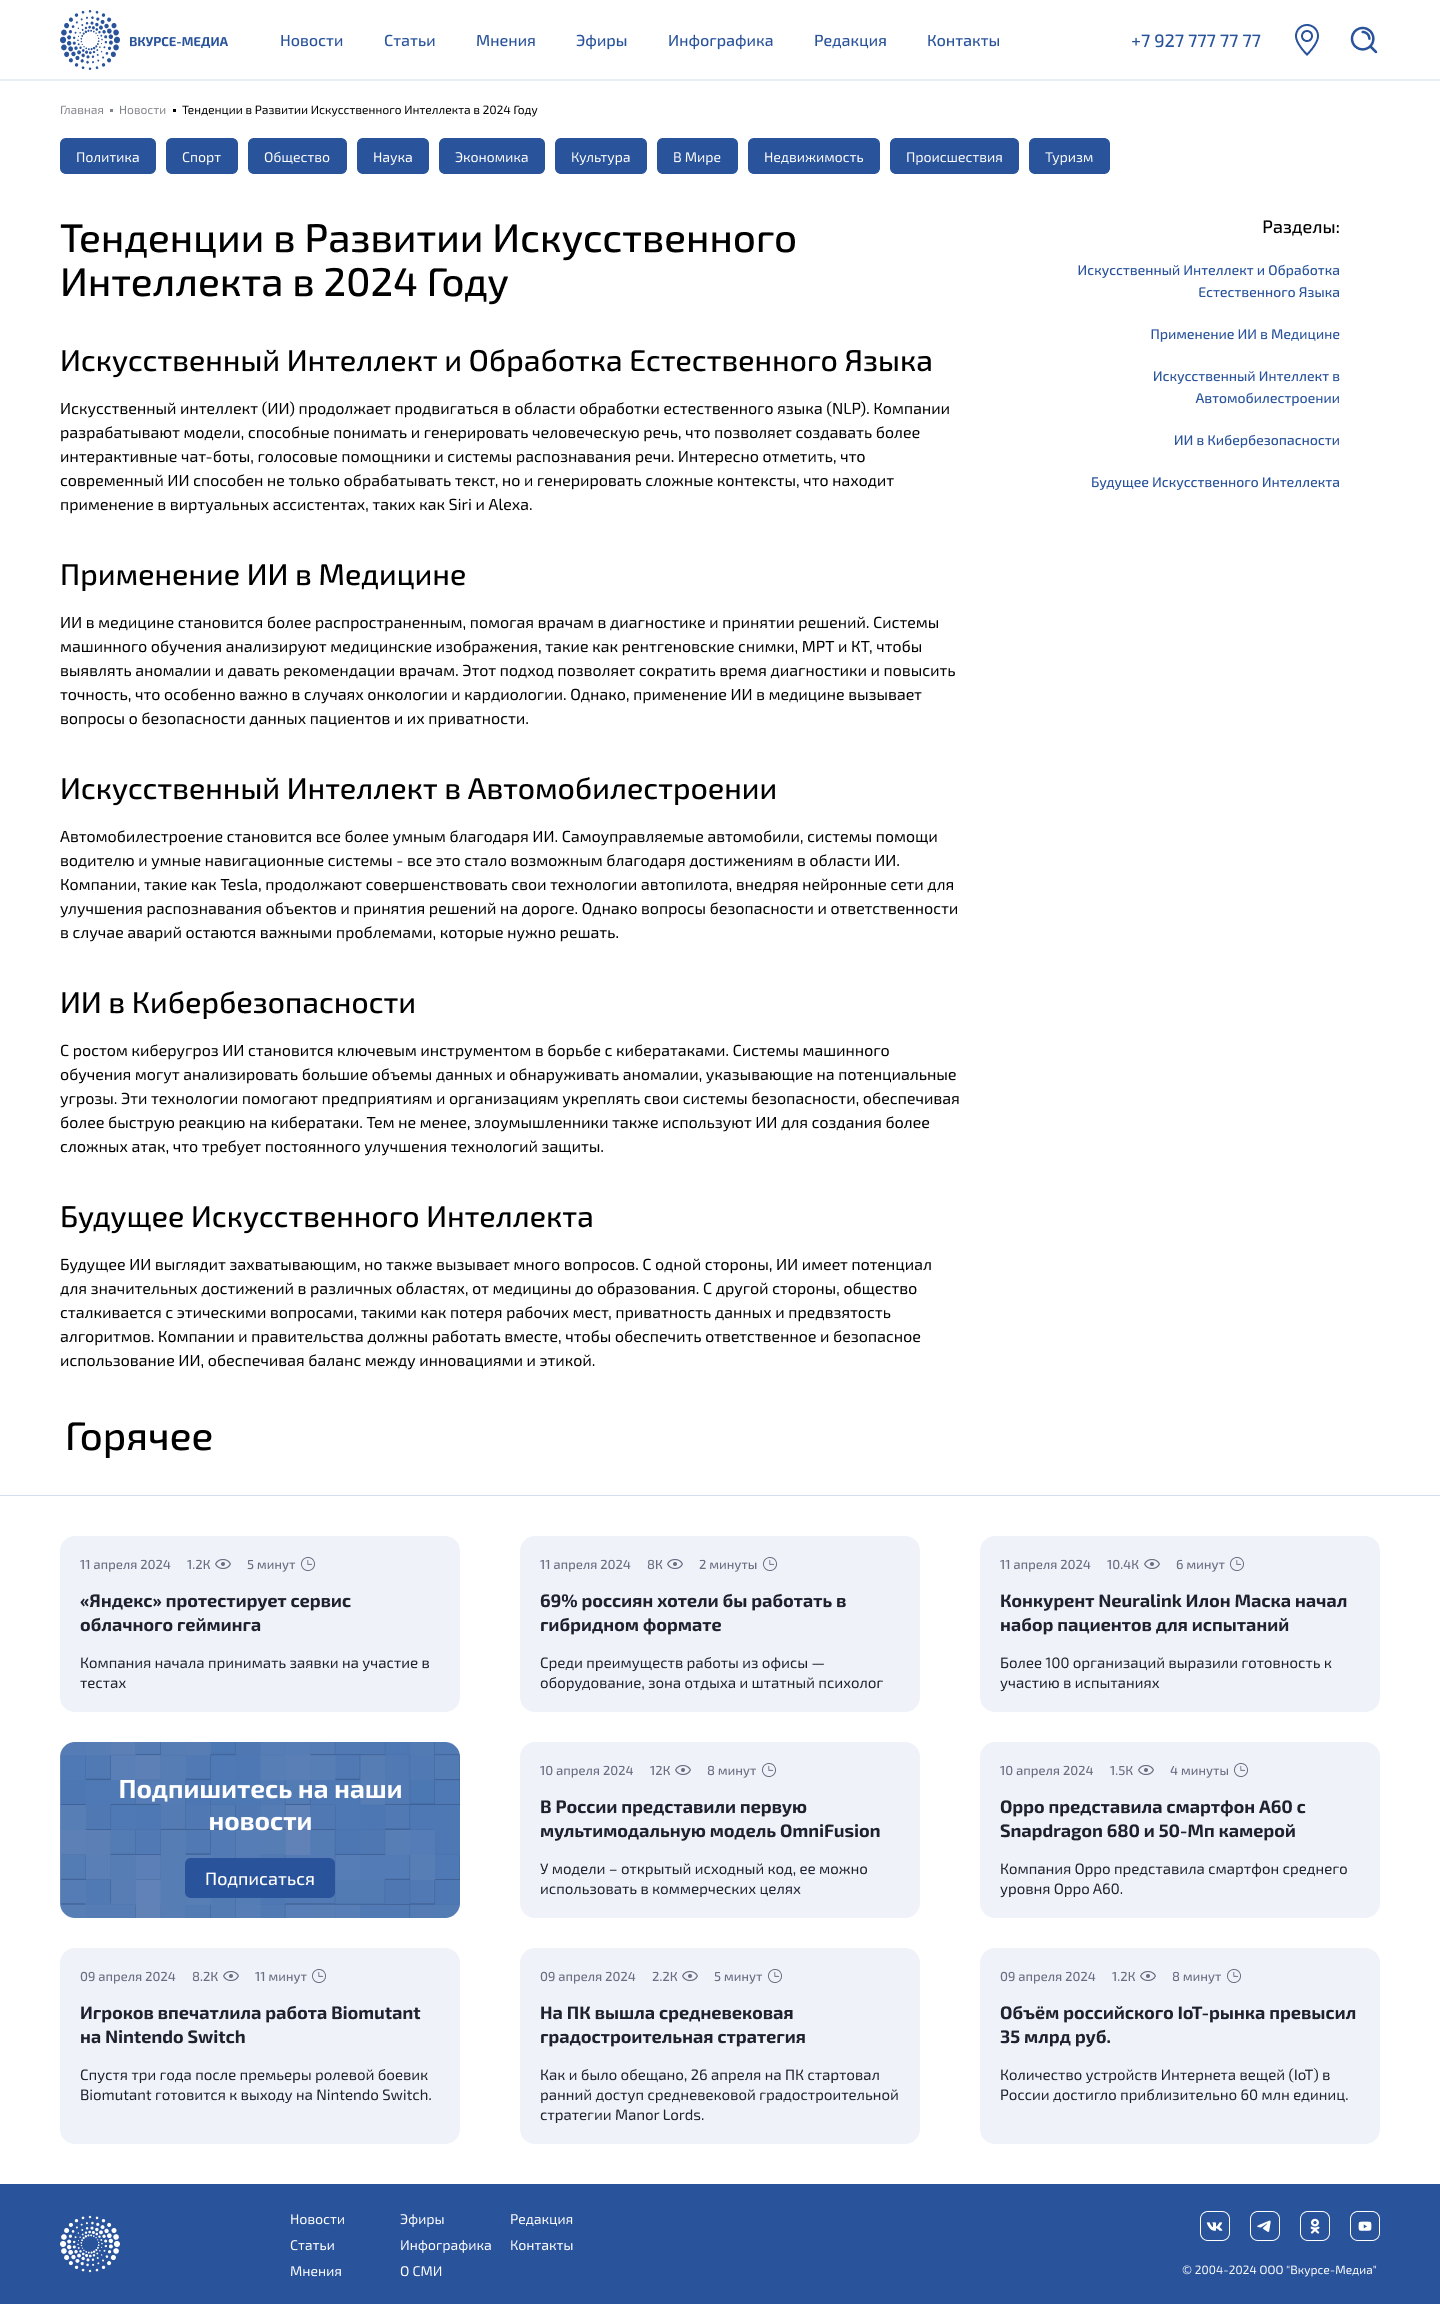 ВКУРСЕ-МЕДИА
Новости Статьи Мнения Эфиры Инфографика Редакция Контакты
+7 927 777 77 77
Главная • Новости • Тенденции в Развитии Искусственного Интеллекта в 2024 Году
Политика Спорт Общество Наука Экономика Культура В Мире Недвижимость Происшествия Туризм
Тенденции в Развитии Искусственного
Интеллекта в 2024 Году
Искусственный Интеллект и Обработка Естественного Языка
Искусственный интеллект (ИИ) продолжает продвигаться в области обработки естественного языка (NLP). Компании
разрабатывают модели, способные понимать и генерировать человеческую речь, что позволяет создавать более
интерактивные чат-боты, голосовые помощники и системы распознавания речи. Интересно отметить, что
современный ИИ способен не только обрабатывать текст, но и генерировать сложные контексты, что находит
применение в виртуальных ассистентах, таких как Siri и Alexa.
Применение ИИ в Медицине
ИИ в медицине становится более распространенным, помогая врачам в диагностике и принятии решений. Системы
машинного обучения анализируют медицинские изображения, такие как рентгеновские снимки, МРТ и КТ, чтобы
выявлять аномалии и давать рекомендации врачам. Этот подход позволяет сократить время диагностики и повысить
точность, что особенно важно в случаях онкологии и кардиологии. Однако, применение ИИ в медицине вызывает
вопросы о безопасности данных пациентов и их приватности.
Искусственный Интеллект в Автомобилестроении
Автомобилестроение становится все более умным благодаря ИИ. Самоуправляемые автомобили, системы помощи
водителю и умные навигационные системы - все это стало возможным благодаря достижениям в области ИИ.
Компании, такие как Tesla, продолжают совершенствовать свои технологии автопилота, внедряя нейронные сети для
улучшения распознавания объектов и принятия решений на дороге. Однако вопросы безопасности и ответственности
в случае аварий остаются важными проблемами, которые нужно решать.
ИИ в Кибербезопасности
С ростом киберугроз ИИ становится ключевым инструментом в борьбе с кибератаками. Системы машинного
обучения могут анализировать большие объемы данных и обнаруживать аномалии, указывающие на потенциальные
угрозы. Эти технологии помогают предприятиям и организациям укреплять свои системы безопасности, обеспечивая
более быструю реакцию на кибератаки. Тем не менее, злоумышленники также используют ИИ для создания более
сложных атак, что требует постоянного улучшения технологий защиты.
Будущее Искусственного Интеллекта
Будущее ИИ выглядит захватывающим, но также вызывает много вопросов. С одной стороны, ИИ имеет потенциал
для значительных достижений в различных областях, от медицины до образования. С другой стороны, общество
сталкивается с этическими вопросами, такими как потеря рабочих мест, приватность данных и предвзятость
алгоритмов. Компании и правительства должны работать вместе, чтобы обеспечить ответственное и безопасное
использование ИИ, обеспечивая баланс между инновациями и этикой.
Разделы:
Искусственный Интеллект и Обработка
Естественного Языка
Применение ИИ в Медицине
Искусственный Интеллект в
Автомобилестроении
ИИ в Кибербезопасности
Будущее Искусственного Интеллекта
Горячее
11 апреля 2024 1.2К 5 минут
«Яндекс» протестирует сервис
облачного гейминга
Компания начала принимать заявки на участие в
тестах
11 апреля 2024 8К 2 минуты
69% россиян хотели бы работать в
гибридном формате
Среди преимуществ работы из офисы —
оборудование, зона отдыха и штатный психолог
11 апреля 2024 10.4К 6 минут
Конкурент Neuralink Илон Маска начал
набор пациентов для испытаний
Более 100 организаций выразили готовность к
участию в испытаниях
Подпишитесь на наши
новости
Подписаться
10 апреля 2024 12К 8 минут
В России представили первую
мультимодальную модель OmniFusion
У модели – открытый исходный код, ее можно
использовать в коммерческих целях
10 апреля 2024 1.5К 4 минуты
Oppo представила смартфон A60 с
Snapdragon 680 и 50-Мп камерой
Компания Oppo представила смартфон среднего
уровня Oppo A60.
09 апреля 2024 8.2К 11 минут
Игроков впечатлила работа Biomutant
на Nintendo Switch
Спустя три года после премьеры ролевой боевик
Biomutant готовится к выходу на Nintendo Switch.
09 апреля 2024 2.2К 5 минут
На ПК вышла средневековая
градостроительная стратегия
Как и было обещано, 26 апреля на ПК стартовал
ранний доступ средневековой градостроительной
стратегии Manor Lords.
09 апреля 2024 1.2К 8 минут
Объём российского IoT-рынка превысил
35 млрд руб.
Количество устройств Интернета вещей (IoT) в
России достигло приблизительно 60 млн единиц.
Новости Эфиры Редакция
Статьи Инфографика Контакты
Мнения О СМИ
© 2004-2024 ООО "Вкурсе-Медиа"